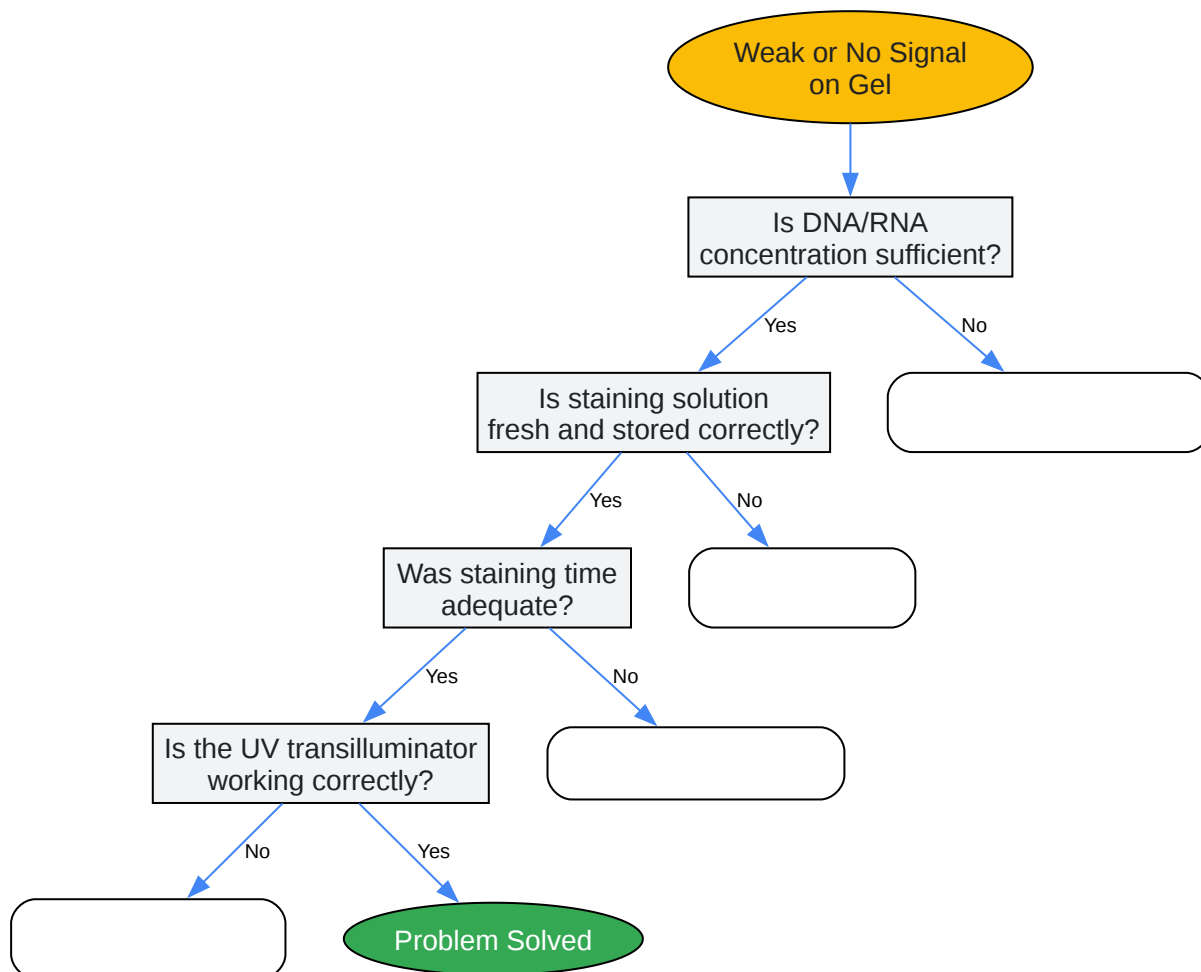 Weak or No Signal
on Gel
Is DNA/RNA
concentration sufficient?
Yes
No
Is staining solution
fresh and stored correctly?
Yes
No
Was staining time
adequate?
Yes
No
Is the UV transilluminator
working correctly?
No
Yes
Problem Solved